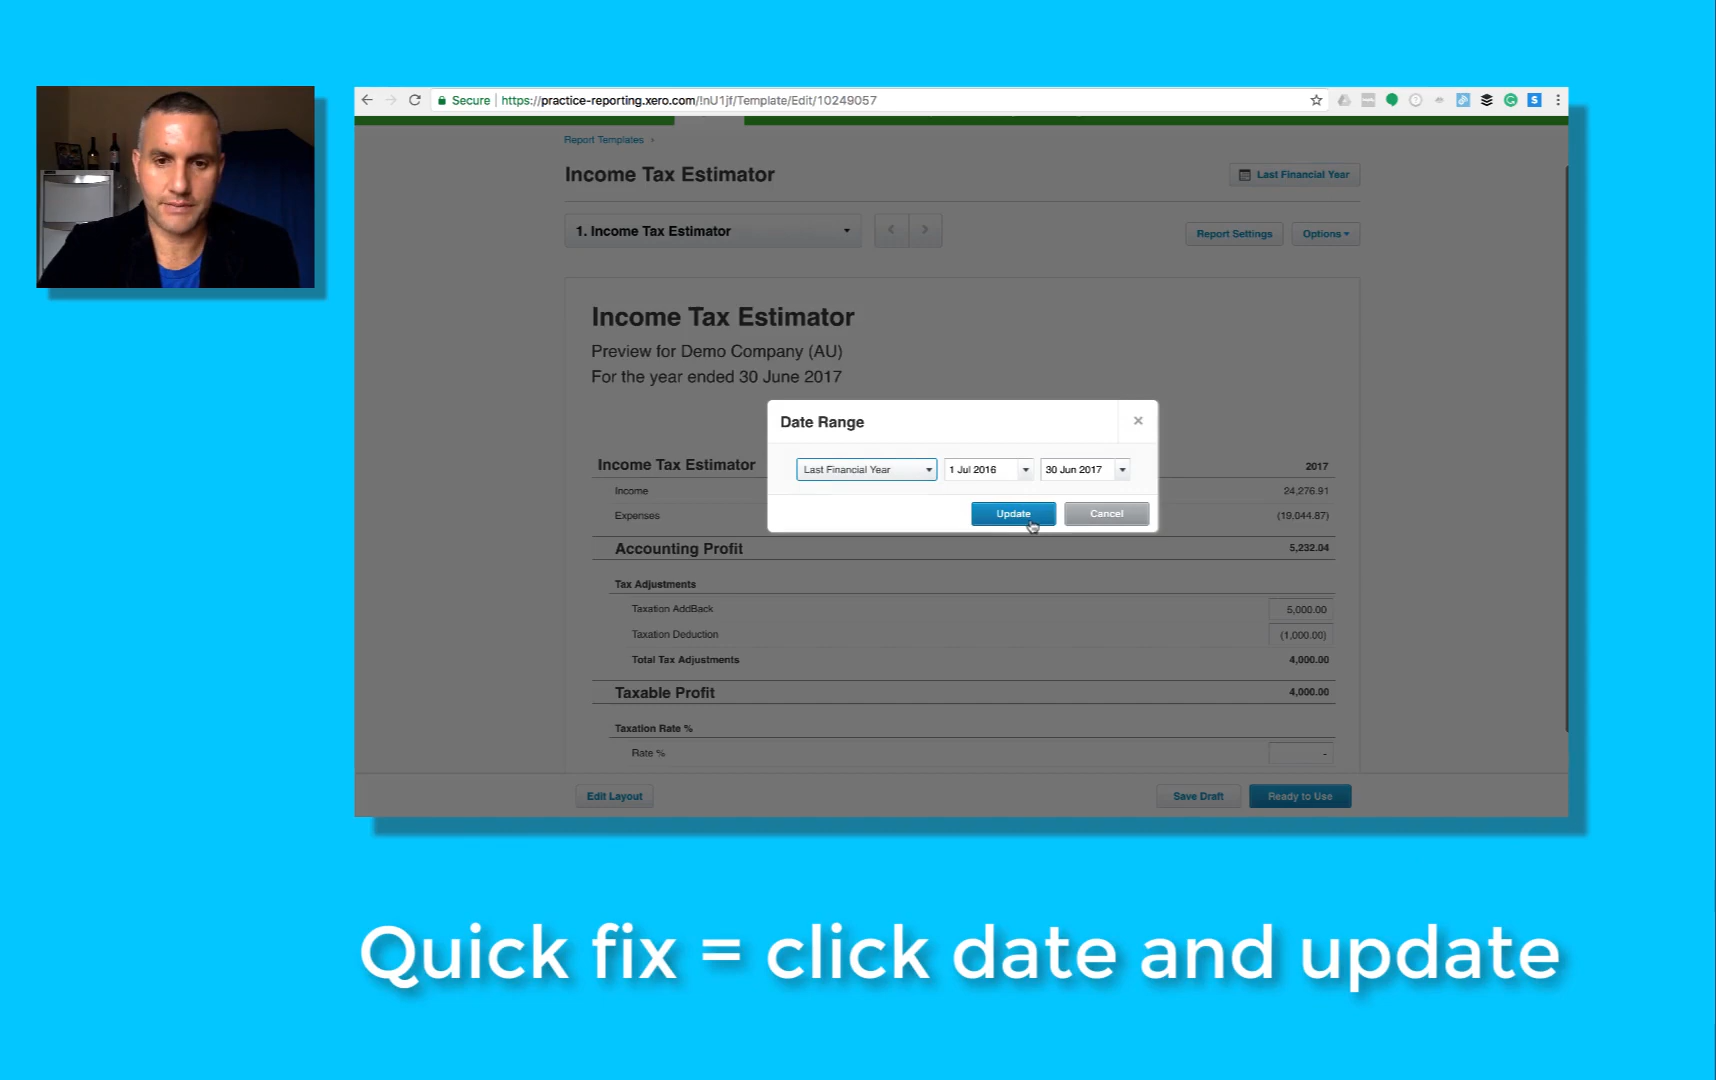 Secure | https://practice-reporting.xero.com/!nU1jf/Template/Edit/10249057
Report Templates ›
Income Tax Estimator
Last Financial Year
1. Income Tax Estimator
Report Settings
Options
Income Tax Estimator
Preview for Demo Company (AU)
For the year ended 30 June 2017
Date Range
Last Financial Year 1 Jul 2016 30 Jun 2017
Update Cancel
Income Tax Estimator 2017
Income 24,276.91
Expenses (19,044.87)
Accounting Profit 5,232.04
Tax Adjustments
Taxation AddBack 5,000.00
Taxation Deduction (1,000.00)
Total Tax Adjustments 4,000.00
Taxable Profit 4,000.00
Taxation Rate %
Rate % -
Edit Layout
Save Draft
Ready to Use
Quick fix = click date and update